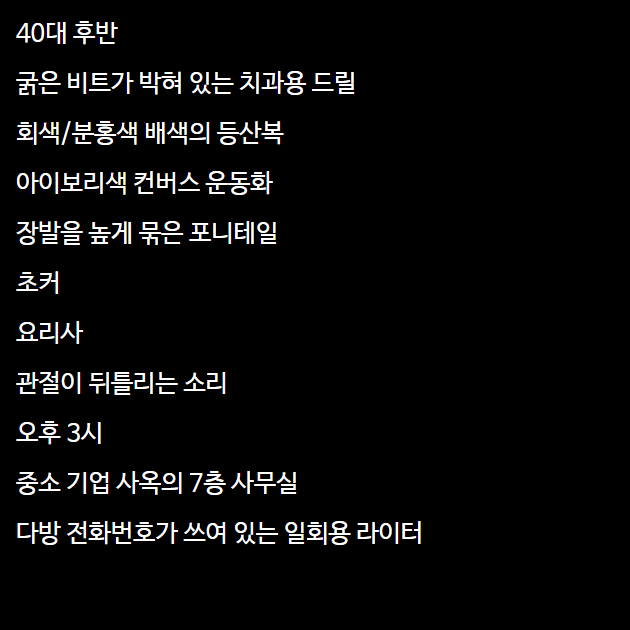 40대 후반
굵은 비트가 박혀 있는 치과용 드릴
회색/분홍색 배색의 등산복
아이보리색 컨버스 운동화
장발을 높게 묶은 포니테일
초커
요리사
관절이 뒤틀리는 소리
오후 3시
중소 기업 사옥의 7층 사무실
다방 전화번호가 쓰여 있는 일회용 라이터